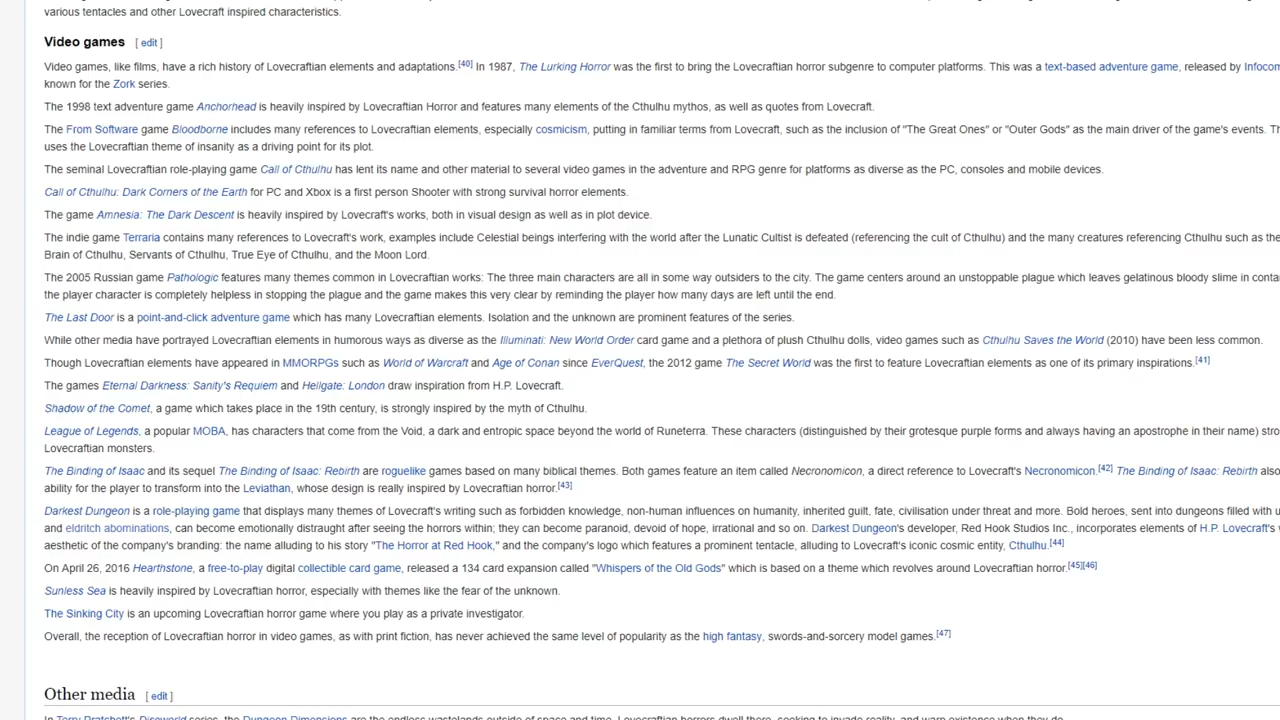 various tentacles and other Lovecraft inspired characteristics.
Video games [ edit ]
Video games, like films, have a rich history of Lovecraftian elements and adaptations.[40] In 1987, The Lurking Horror was the first to bring the Lovecraftian horror subgenre to computer platforms. This was a text-based adventure game, released by Infocom
known for the Zork series.
The 1998 text adventure game Anchorhead is heavily inspired by Lovecraftian Horror and features many elements of the Cthulhu mythos, as well as quotes from Lovecraft.
The From Software game Bloodborne includes many references to Lovecraftian elements, especially cosmicism, putting in familiar terms from Lovecraft, such as the inclusion of "The Great Ones" or "Outer Gods" as the main driver of the game's events.
uses the Lovecraftian theme of insanity as a driving point for its plot.
The seminal Lovecraftian role-playing game Call of Cthulhu has lent its name and other material to several video games in the adventure and RPG genre for platforms as diverse as the PC, consoles and mobile devices.
Call of Cthulhu: Dark Corners of the Earth for PC and Xbox is a first person Shooter with strong survival horror elements.
The game Amnesia: The Dark Descent is heavily inspired by Lovecraft's works, both in visual design as well as in plot device.
The indie game Terraria contains many references to Lovecraft's work, examples include Celestial beings interfering with the world after the Lunatic Cultist is defeated (referencing the cult of Cthulhu) and the many creatures referencing Cthulhu such as the
Brain of Cthulhu, Servants of Cthulhu, True Eye of Cthulhu, and the Moon Lord.
The 2005 Russian game Pathologic features many themes common in Lovecraftian works: The three main characters are all in some way outsiders to the city. The game centers around an unstoppable plague which leaves gelatinous bloody slime in
the player character is completely helpless in stopping the plague and the game makes this very clear by reminding the player how many days are left until the end.
The Last Door is a point-and-click adventure game which has many Lovecraftian elements. Isolation and the unknown are prominent features of the series.
While other media have portrayed Lovecraftian elements in humorous ways as diverse as the Illuminati: New World Order card game and a plethora of plush Cthulhu dolls, video games such as Cthulhu Saves the World (2010) have been less common.
Though Lovecraftian elements have appeared in MMORPGs such as World of Warcraft and Age of Conan since EverQuest, the 2012 game The Secret World was the first to feature Lovecraftian elements as one of its primary inspirations.[41]
The games Eternal Darkness: Sanity's Requiem and Hellgate: London draw inspiration from H.P. Lovecraft.
Shadow of the Comet, a game which takes place in the 19th century, is strongly inspired by the myth of Cthulhu.
League of Legends, a popular MOBA, has characters that come from the Void, a dark and entropic space beyond the world of Runeterra. These characters (distinguished by their grotesque purple forms and always having an apostrophe in their name)
Lovecraftian monsters.
The Binding of Isaac and its sequel The Binding of Isaac: Rebirth are roguelike games based on many biblical themes. Both games feature an item called Necronomicon, a direct reference to Lovecraft's Necronomicon.[42] The Binding of Isaac: Rebirth also
ability for the player to transform into the Leviathan, whose design is really inspired by Lovecraftian horror.[43]
Darkest Dungeon is a role-playing game that displays many themes of Lovecraft's writing such as forbidden knowledge, non-human influences on humanity, inherited guilt, fate, civilisation under threat and more. Bold heroes, sent into dungeons filled with
and eldritch abominations, can become emotionally distraught after seeing the horrors within; they can become paranoid, devoid of hope, irrational and so on. Darkest Dungeon's developer, Red Hook Studios Inc., incorporates elements of H.P. Lovecraft's
aesthetic of the company's branding: the name alluding to his story "The Horror at Red Hook," and the company's logo which features a prominent tentacle, alluding to Lovecraft's iconic cosmic entity, Cthulhu.[44]
On April 26, 2016 Hearthstone, a free-to-play digital collectible card game, released a 134 card expansion called "Whispers of the Old Gods" which is based on a theme which revolves around Lovecraftian horror.[45][46]
Sunless Sea is heavily inspired by Lovecraftian horror, especially with themes like the fear of the unknown.
The Sinking City is an upcoming Lovecraftian horror game where you play as a private investigator.
Overall, the reception of Lovecraftian horror in video games, as with print fiction, has never achieved the same level of popularity as the high fantasy, swords-and-sorcery model games.[47]
Other media [ edit ]
In Terry Pratchett's Discworld series, the Dungeon Dimensions are the endless wastelands outside of space and time. Lovecraftian horrors dwell there, seeking to invade reality, and warp existence when they do.